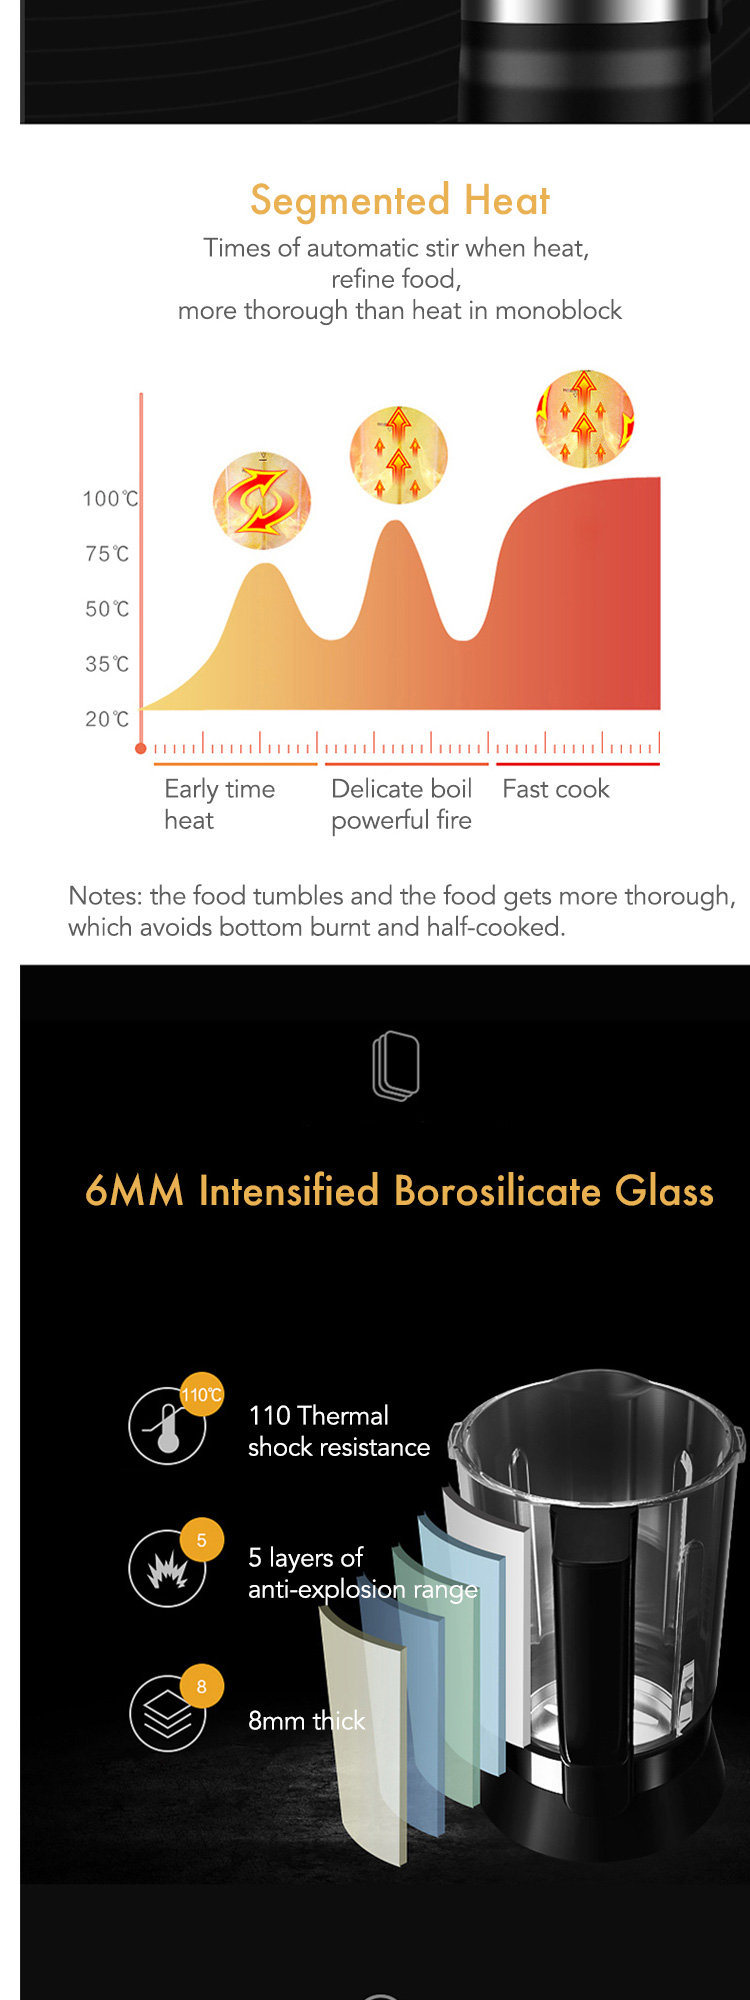 Segmented Heat
Times of automatic stir when heat,
refine food,
more thorough than heat in monoblock
100℃
75℃
50℃
35℃
20℃
Early time
heat
Delicate boil
powerful fire
Fast cook
Notes: the food tumbles and the food gets more thorough,
which avoids bottom burnt and half-cooked.
6MM Intensified Borosilicate Glass
110℃
110 Thermal
shock resistance
5
5 layers of
anti-explosion range
8
8mm thick